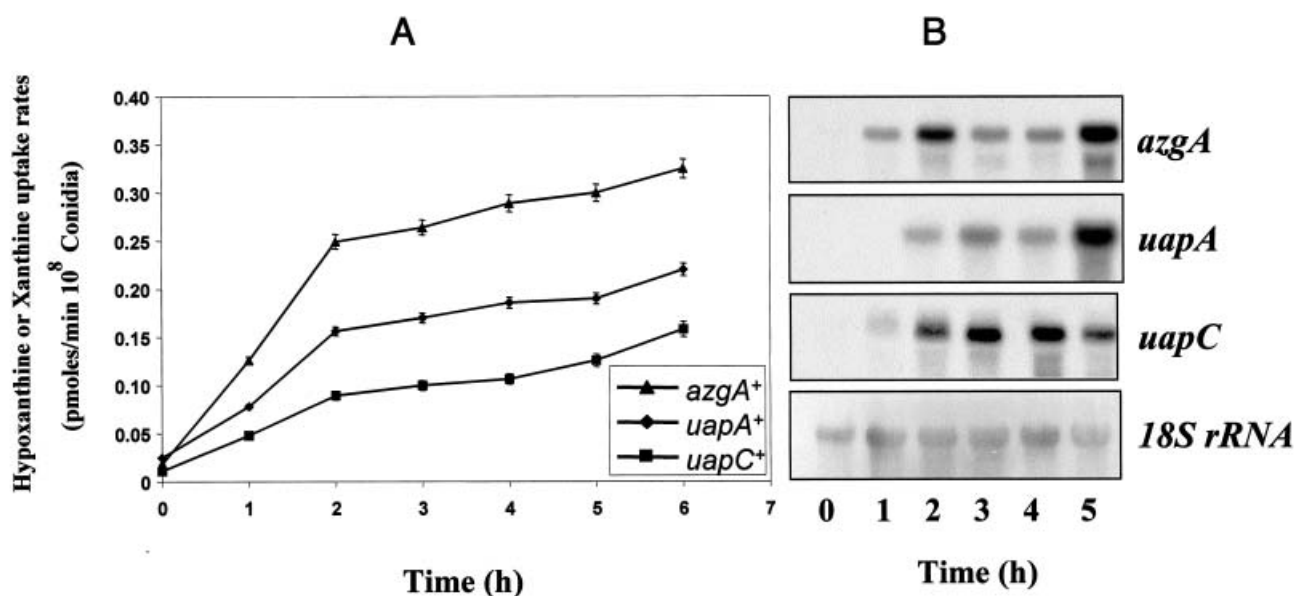 A
B
Hypoxanthine or Xanthine uptake rates
(pmoles/min 10⁸ Conidia)
0.40
0.35
0.30
0.25
0.20
0.15
0.10
0.05
0
0 1 2 3 4 5 6 7
Time (h)
azgA⁺
uapA⁺
uapC⁺
azgA
uapA
uapC
18S rRNA
0 1 2 3 4 5
Time (h)